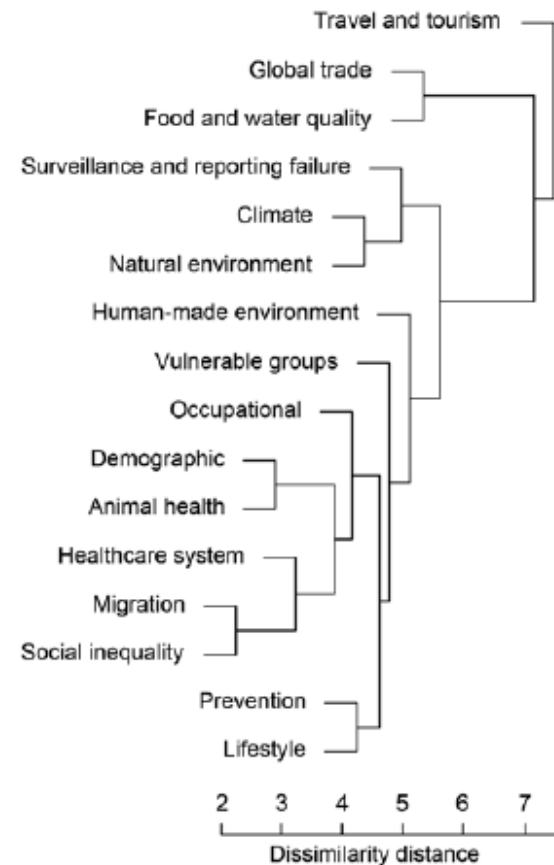 Travel and tourism
Global trade
Food and water quality
Surveillance and reporting failure
Climate
Natural environment
Human-made environment
Vulnerable groups
Occupational
Demographic
Animal health
Healthcare system
Migration
Social inequality
Prevention
Lifestyle
2 3 4 5 6 7
Dissimilarity distance